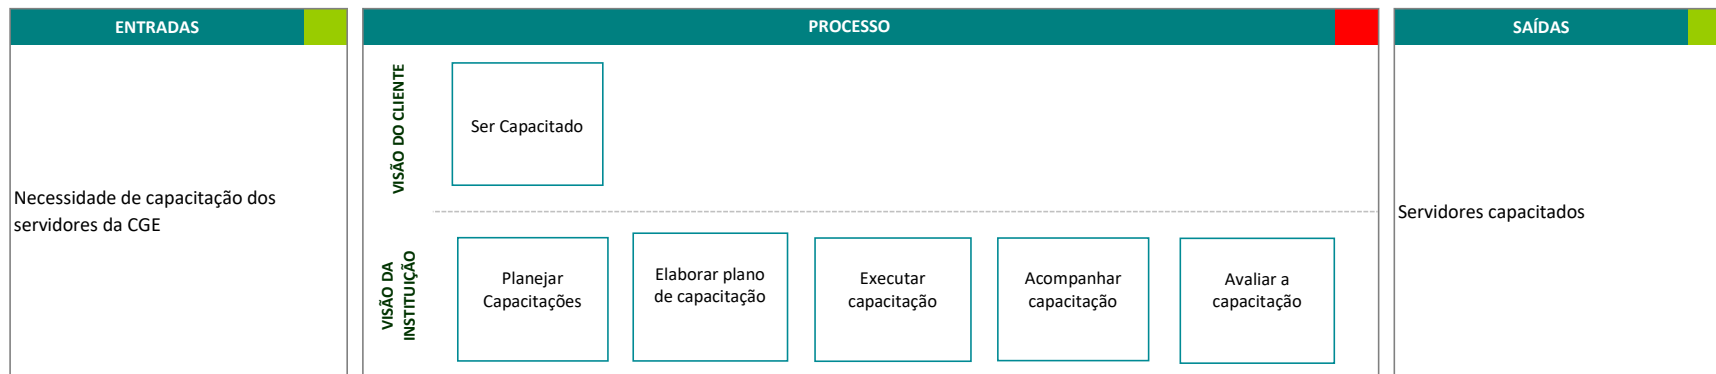 ENTRADAS
PROCESSO
SAÍDAS
Necessidade de capacitação dos
servidores da CGE
VISÃO DO CLIENTE
Ser Capacitado
VISÃO DA
INSTITUIÇÃO
Planejar
Capacitações
Elaborar plano
de capacitação
Executar
capacitação
Acompanhar
capacitação
Avaliar a
capacitação
Servidores capacitados